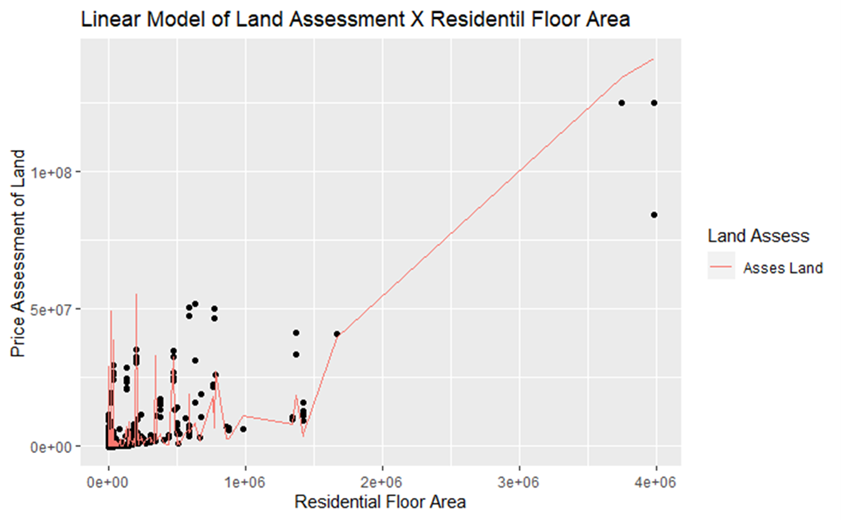 Linear Model of Land Assessment X Residentil Floor Area
Price Assessment of Land
1e+08
5e+07
0e+00
0e+00 1e+06 2e+06 3e+06 4e+06
Residential Floor Area
Land Assess
Asses Land